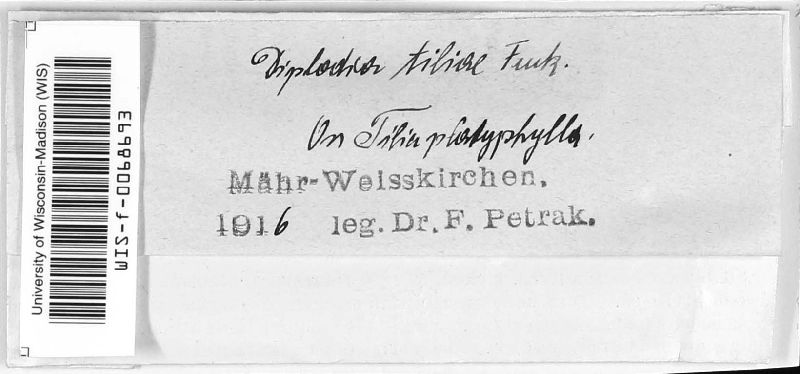 University of Wisconsin-Madison (WIS)
WIS-f-0068693
Diplodia tiliae Fuck.
On Tilia platyphylla.
Mähr-Weisskirchen.
1916 leg. Dr. F. Petrak.